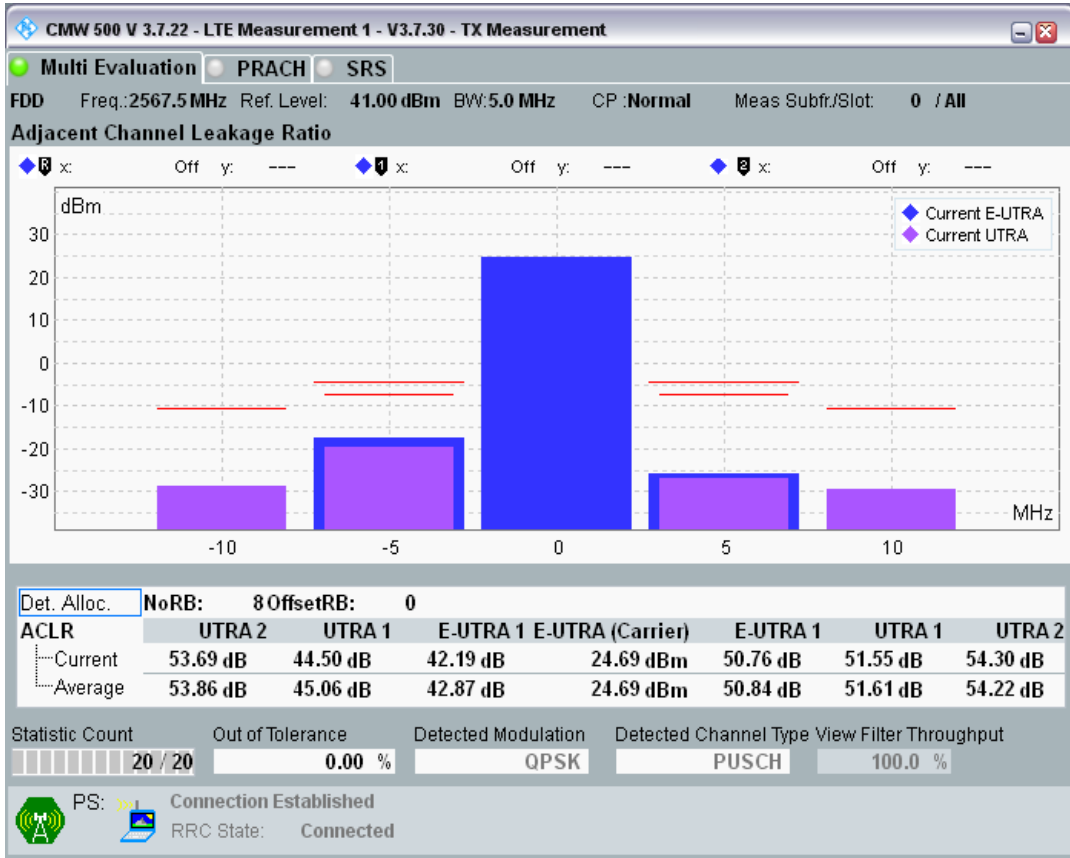 CMW 500 V 3.7.22 - LTE Measurement 1 - V3.7.30 - TX Measurement
Multi Evaluation PRACH SRS
FDD Freq.:2567.5 MHz Ref. Level: 41.00 dBm BW:5.0 MHz CP :Normal Meas Subfr./Slot: 0 / All
Adjacent Channel Leakage Ratio
R x: Off y: --- 1 x: Off y: --- 2 x: Off y: ---
dBm
Current E-UTRA
Current UTRA
30
20
10
0
-10
-20
-30
MHz
-10 -5 0 5 10
Det. Alloc. NoRB: 8 OffsetRB: 0
ACLR UTRA 2 UTRA 1 E-UTRA 1 E-UTRA (Carrier) E-UTRA 1 UTRA 1 UTRA 2
Current 53.69 dB 44.50 dB 42.19 dB 24.69 dBm 50.76 dB 51.55 dB 54.30 dB
Average 53.86 dB 45.06 dB 42.87 dB 24.69 dBm 50.84 dB 51.61 dB 54.22 dB
Statistic Count Out of Tolerance Detected Modulation Detected Channel Type View Filter Throughput
20 / 20 0.00 % QPSK PUSCH 100.0 %
PS: Connection Established
RRC State: Connected